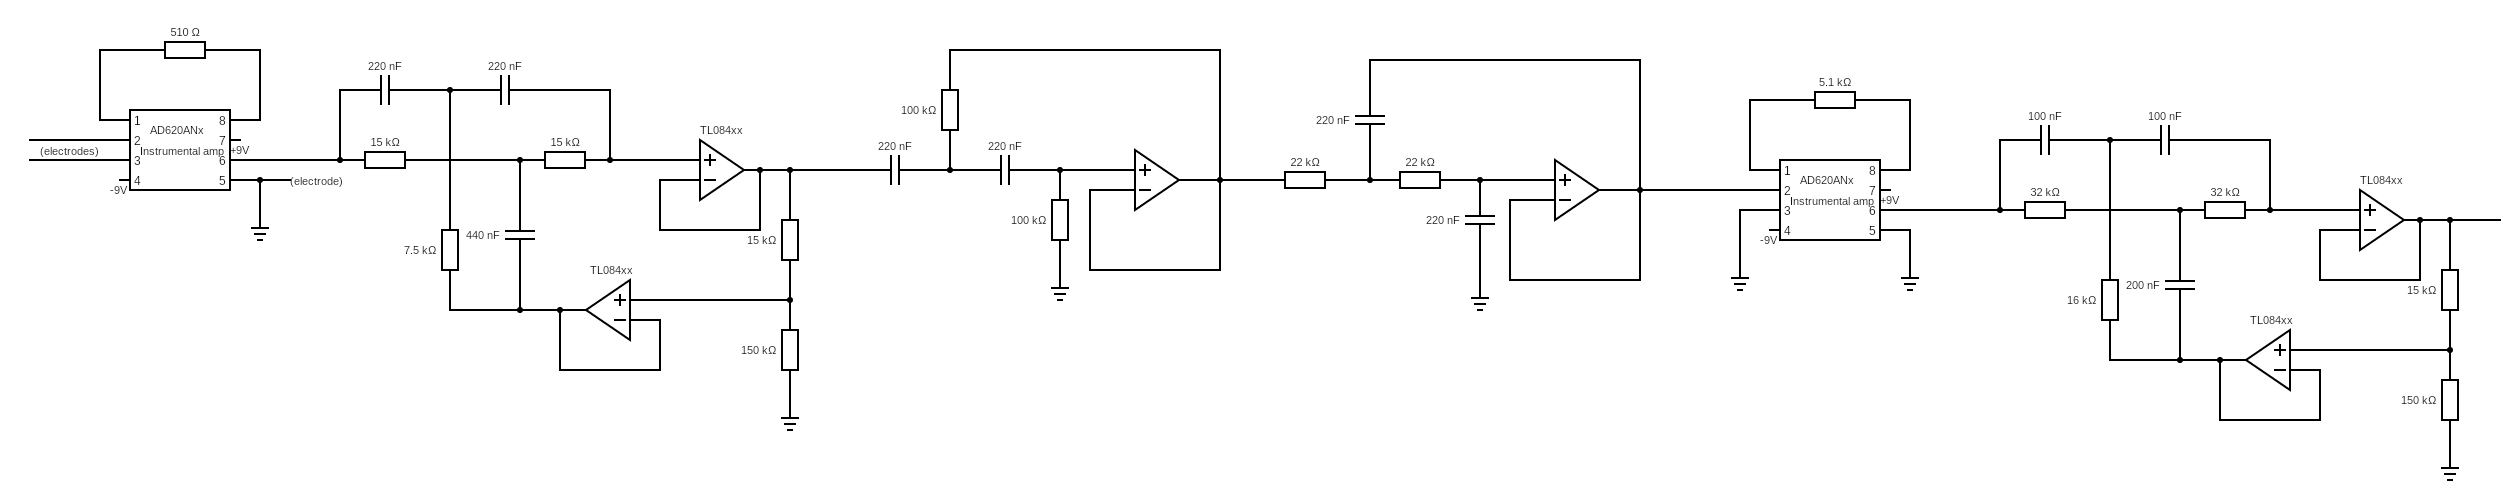 510 Ω
220 nF
220 nF
AD620ANx
Instrumental amp
1
2
3
4
8
7
6
5
+9V
-9V
(electrodes)
(electrode)
15 kΩ
15 kΩ
7.5 kΩ
440 nF
TL084xx
TL084xx
15 kΩ
150 kΩ
220 nF
100 kΩ
220 nF
100 kΩ
22 kΩ
220 nF
22 kΩ
220 nF
5.1 kΩ
AD620ANx
Instrumental amp
1
2
3
4
8
7
6
5
+9V
-9V
100 nF
100 nF
32 kΩ
32 kΩ
16 kΩ
200 nF
TL084xx
TL084xx
15 kΩ
150 kΩ